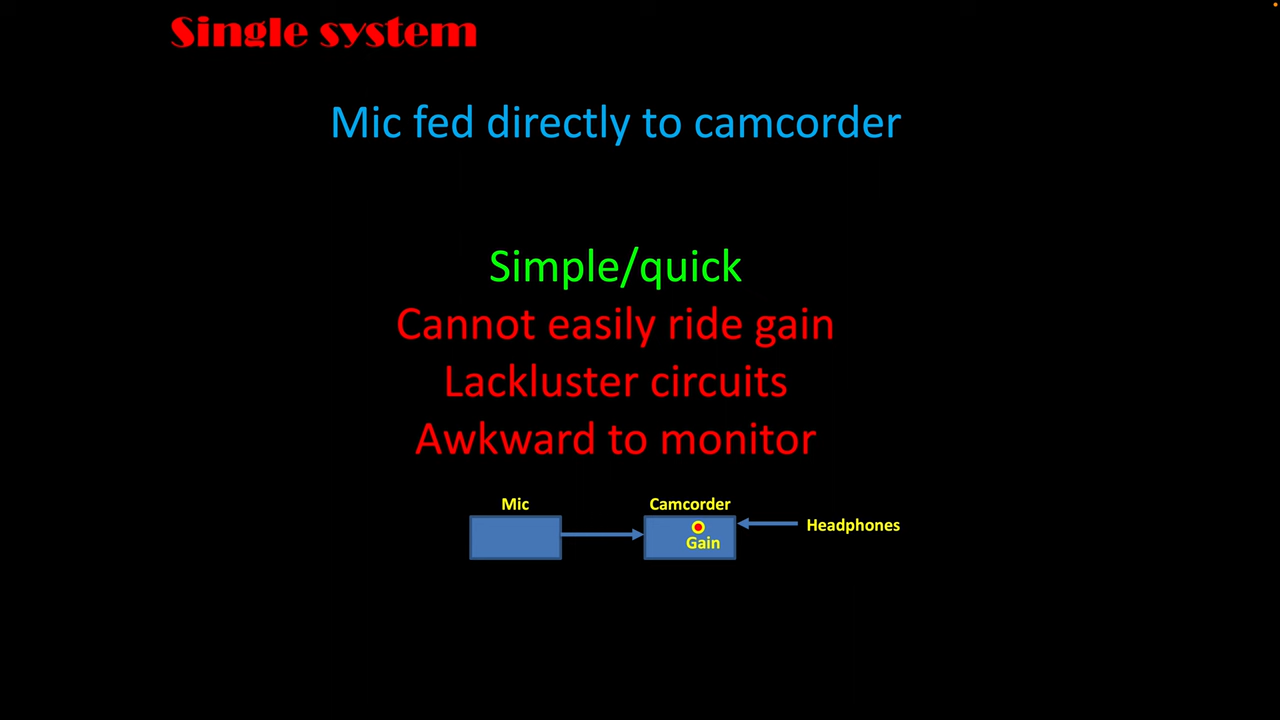 Single system
Mic fed directly to camcorder
Simple/quick
Cannot easily ride gain
Lackluster circuits
Awkward to monitor
Mic
Camcorder
Headphones
Gain